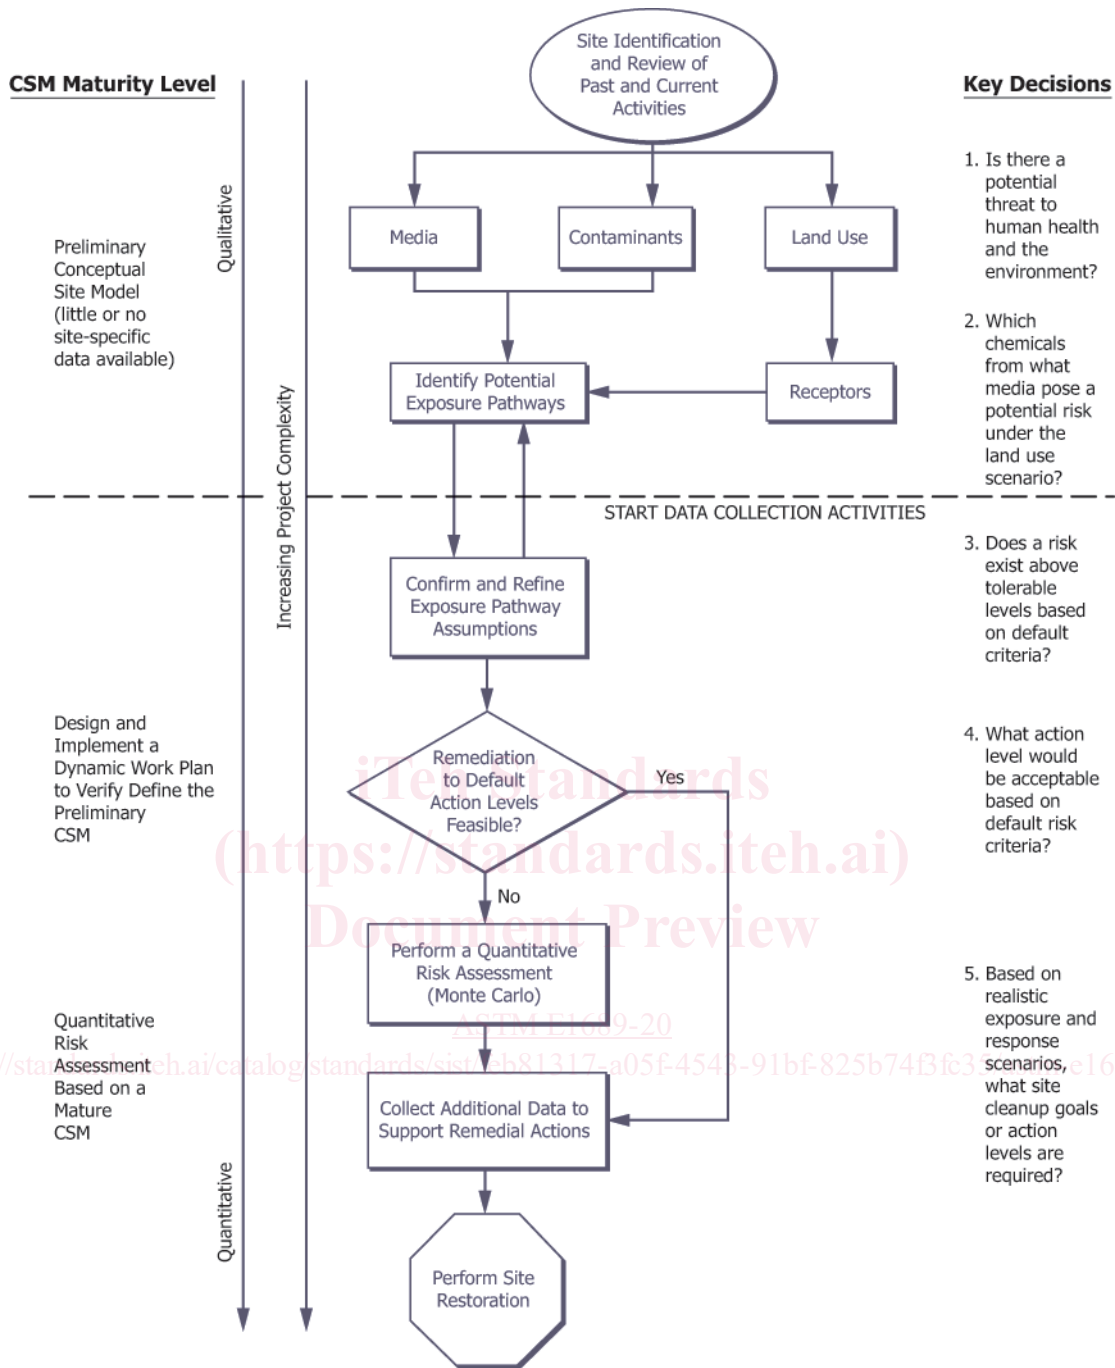 CSM Maturity Level
Key Decisions
Site Identification
and Review of
Past and Current
Activities
Qualitative
Media
Contaminants
Land Use
1. Is there a
potential
threat to
human health
and the
environment?
Preliminary
Conceptual
Site Model
(little or no
site-specific
data available)
2. Which
chemicals
from what
media pose a
potential risk
under the
land use
scenario?
Identify Potential
Exposure Pathways
Receptors
Increasing Project Complexity
START DATA COLLECTION ACTIVITIES
3. Does a risk
exist above
tolerable
levels based
on default
criteria?
Confirm and Refine
Exposure Pathway
Assumptions
Design and
Implement a
Dynamic Work Plan
to Verify Define the
Preliminary
CSM
Remediation
to Default
Action Levels
Feasible?
Yes
No
4. What action
level would
be acceptable
based on
default risk
criteria?
iTeh Standards
(https://standards.iteh.ai)
Document Preview
Perform a Quantitative
Risk Assessment
(Monte Carlo)
ASTM E1689-20
Quantitative
Risk
Assessment
Based on a
Mature
CSM
Collect Additional Data to
Support Remedial Actions
5. Based on
realistic
exposure and
response
scenarios,
what site
cleanup goals
or action
levels are
required?
Quantitative
Perform Site
Restoration